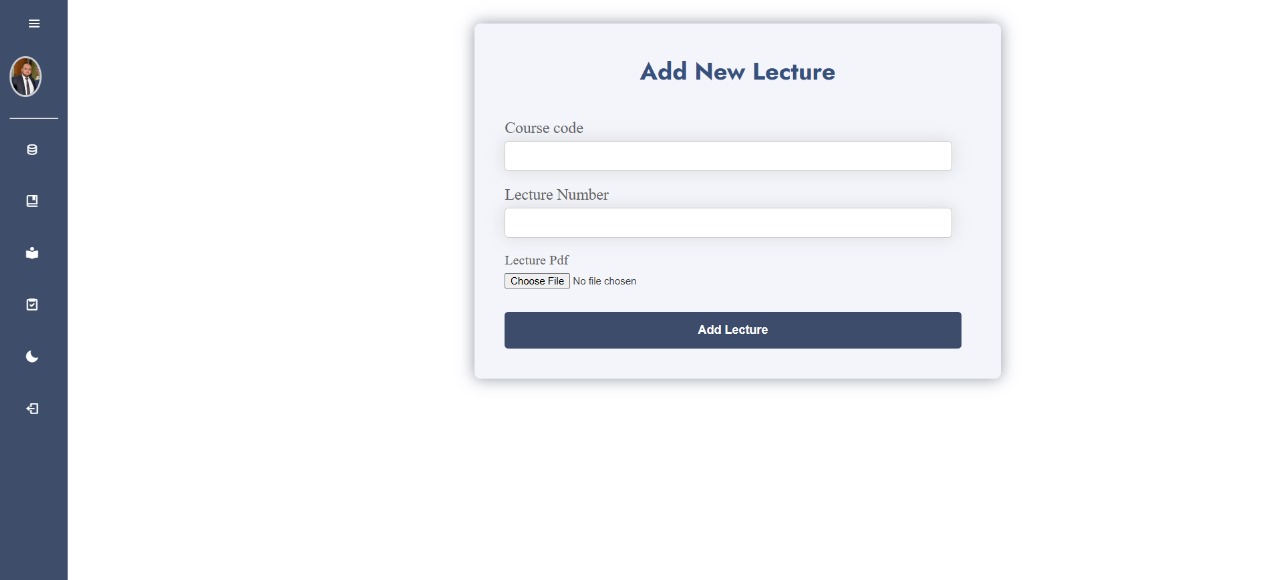 Add New Lecture
Course code
Lecture Number
Lecture Pdf
Choose File No file chosen
Add Lecture